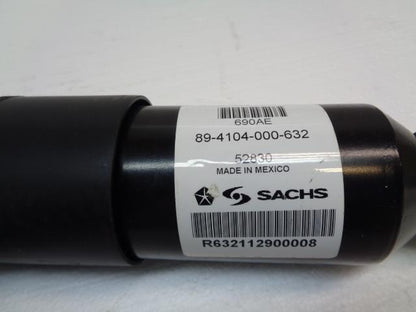 690AE
89-4104-000-632
52830
MADE IN MEXICO
SACHS
R632112900008